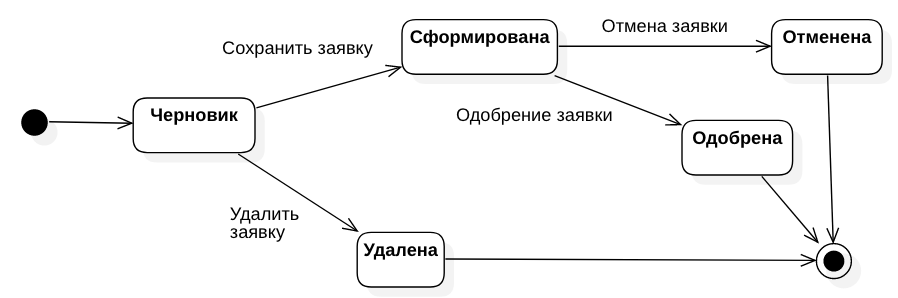 Отмена заявки
Сформирована
Отменена
Сохранить заявку
Черновик
Одобрение заявки
Одобрена
Удалить
заявку
Удалена